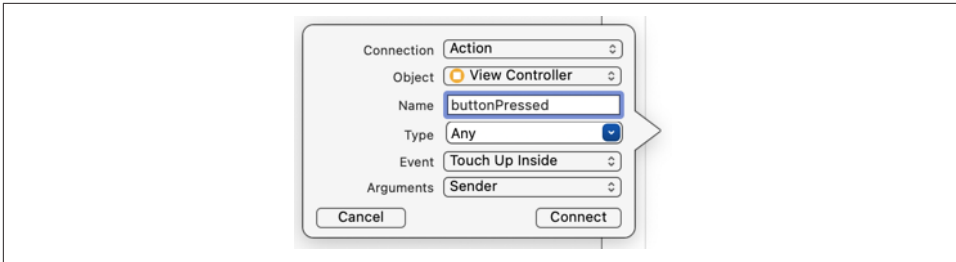 Connection Action
Object View Controller
Name buttonPressed
Type Any
Event Touch Up Inside
Arguments Sender
Cancel Connect